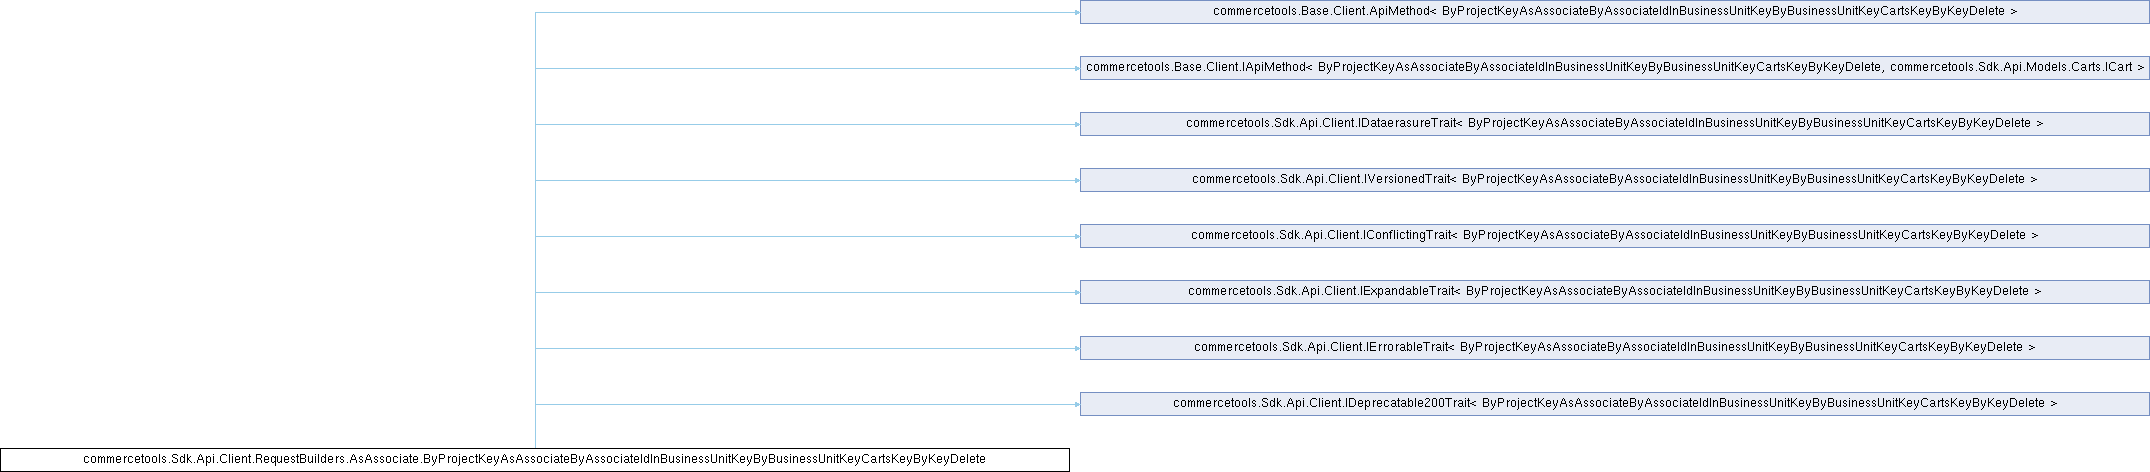 commercetools.Base.Client.ApiMethod< ByProjectKeyAsAssociateByAssociateIdInBusinessUnitKeyByBusinessUnitKeyCartsKeyByKeyDelete >
commercetools.Base.Client.IApiMethod< ByProjectKeyAsAssociateByAssociateIdInBusinessUnitKeyByBusinessUnitKeyCartsKeyByKeyDelete, commercetools.Sdk.Api.Models.Carts.ICart >
commercetools.Sdk.Api.Client.IDataerasureTrait< ByProjectKeyAsAssociateByAssociateIdInBusinessUnitKeyByBusinessUnitKeyCartsKeyByKeyDelete >
commercetools.Sdk.Api.Client.IVersionedTrait< ByProjectKeyAsAssociateByAssociateIdInBusinessUnitKeyByBusinessUnitKeyCartsKeyByKeyDelete >
commercetools.Sdk.Api.Client.IConflictingTrait< ByProjectKeyAsAssociateByAssociateIdInBusinessUnitKeyByBusinessUnitKeyCartsKeyByKeyDelete >
commercetools.Sdk.Api.Client.IExpandableTrait< ByProjectKeyAsAssociateByAssociateIdInBusinessUnitKeyByBusinessUnitKeyCartsKeyByKeyDelete >
commercetools.Sdk.Api.Client.IErrorableTrait< ByProjectKeyAsAssociateByAssociateIdInBusinessUnitKeyByBusinessUnitKeyCartsKeyByKeyDelete >
commercetools.Sdk.Api.Client.IDeprecatable200Trait< ByProjectKeyAsAssociateByAssociateIdInBusinessUnitKeyByBusinessUnitKeyCartsKeyByKeyDelete >
commercetools.Sdk.Api.Client.RequestBuilders.AsAssociate.ByProjectKeyAsAssociateByAssociateIdInBusinessUnitKeyByBusinessUnitKeyCartsKeyByKeyDelete